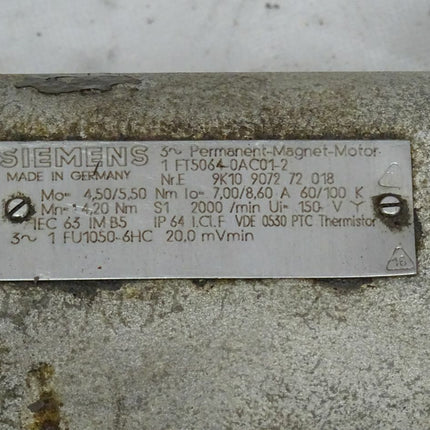 SIEMENS 3~ Permanent-Magnet-Motor
1 FT5064-0AC01-2
MADE IN GERMANY Nr.E 9K10 9072 72 018
Mo= 4,50/5,50 Nm Io= 7,00/8,60 A 60/100 K
Mn= 4,20 Nm S1 2000 /min Ui= 150 V Y
IEC 63 IM B5 IP 64 I.Cl.F VDE 0530 PTC Thermistor
3~ 1 FU1050-6HC 20,0 mVmin